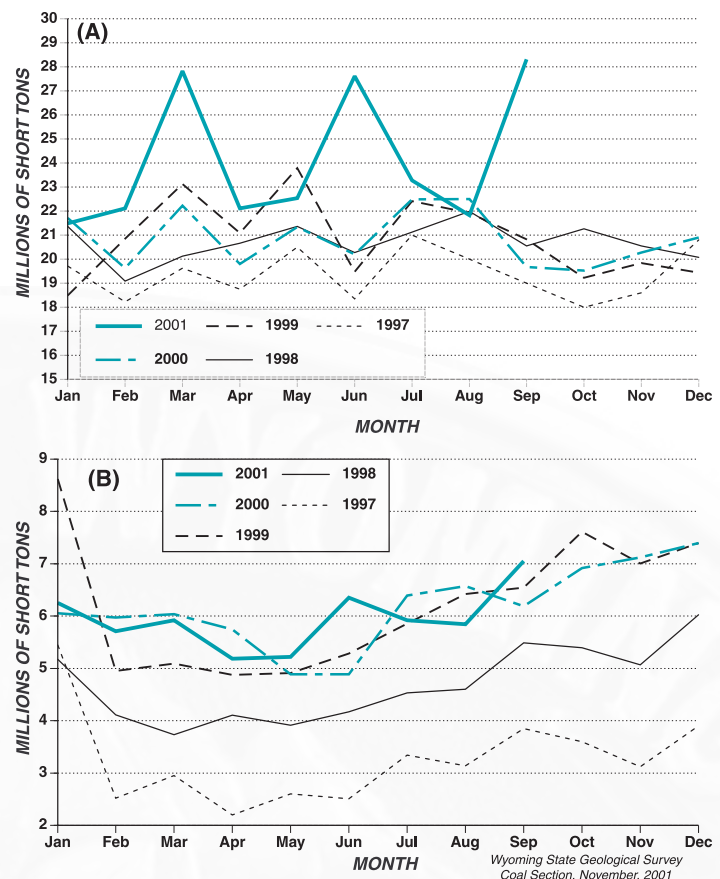 (A)
MILLIONS OF SHORT TONS
30
29
28
27
26
25
24
23
22
21
20
19
18
17
16
15
2001 1999 1997
2000 1998
Jan Feb Mar Apr May Jun Jul Aug Sep Oct Nov Dec
MONTH
(B)
MILLIONS OF SHORT TONS
9
8
7
6
5
4
3
2
2001 1998
2000 1997
1999
Jan Feb Mar Apr May Jun Jul Aug Sep Oct Nov Dec
MONTH
Wyoming State Geological Survey
Coal Section, November, 2001